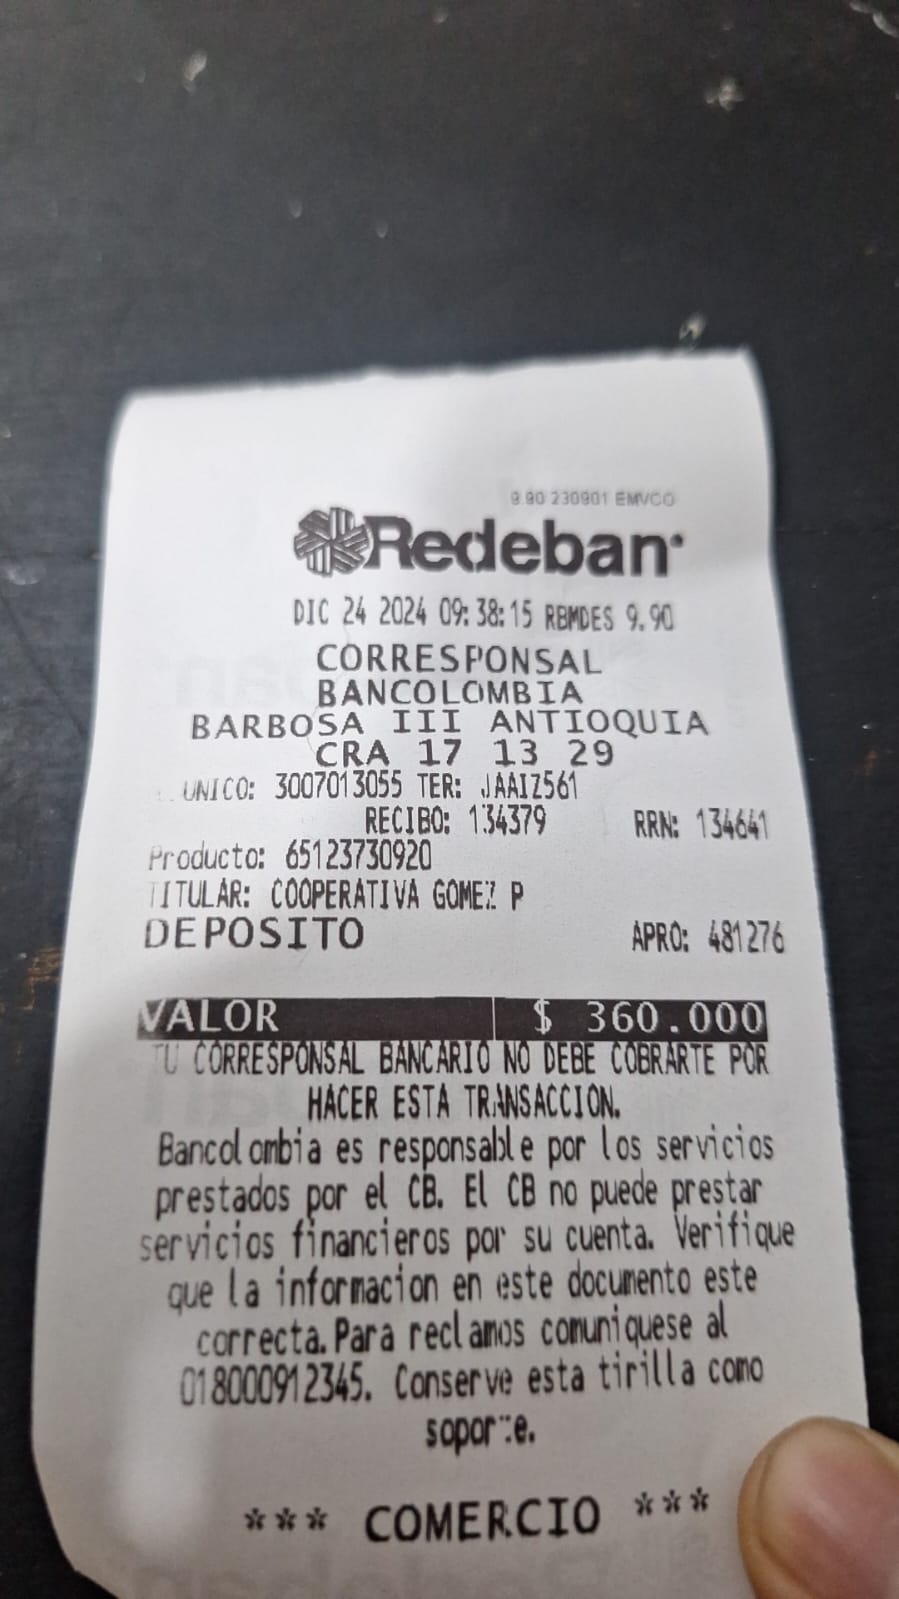 9.90 230901 EMVCO
Redeban
DIC 24 2024 09:38:15 RBMDES 9.90
CORRESPONSAL
BANCOLOMBIA
BARBOSA III ANTIOQUIA
CRA 17 13 29
UNICO: 3007013055 TER: JAAIZ561
RECIBO: 134379 RRN: 134641
Producto: 65123730920
TITULAR: COOPERATIVA GOMEZ P
DEPOSITO APRO: 481276
VALOR $ 360.000
TU CORRESPONSAL BANCARIO NO DEBE COBRARTE POR
HACER ESTA TRANSACCION.
Bancolombia es responsable por los servicios
prestados por el CB. El CB no puede prestar
servicios financieros por su cuenta. Verifique
que la informacion en este documento este
correcta. Para reclamos comuniquese al
018000912345. Conserve esta tirilla como
soporte.
*** COMERCIO ***